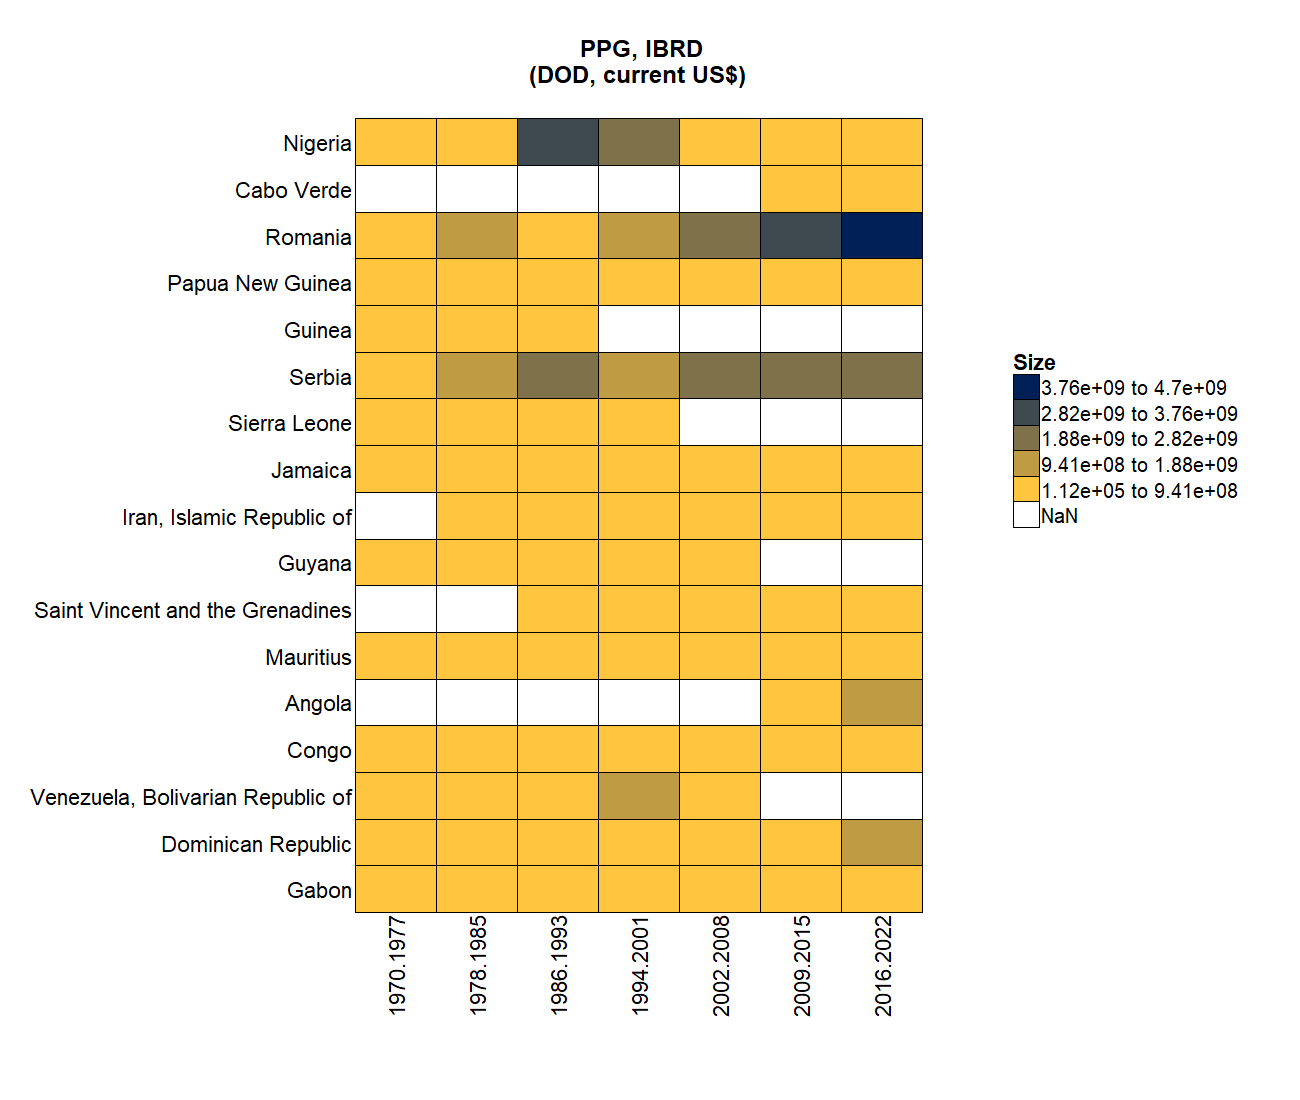 PPG, IBRD
(DOD, current US$)
Nigeria
Cabo Verde
Romania
Papua New Guinea
Guinea
Serbia
Sierra Leone
Jamaica
Iran, Islamic Republic of
Guyana
Saint Vincent and the Grenadines
Mauritius
Angola
Congo
Venezuela, Bolivarian Republic of
Dominican Republic
Gabon
1970.1977
1978.1985
1986.1993
1994.2001
2002.2008
2009.2015
2016.2022
Size
3.76e+09 to 4.7e+09
2.82e+09 to 3.76e+09
1.88e+09 to 2.82e+09
9.41e+08 to 1.88e+09
1.12e+05 to 9.41e+08
NaN